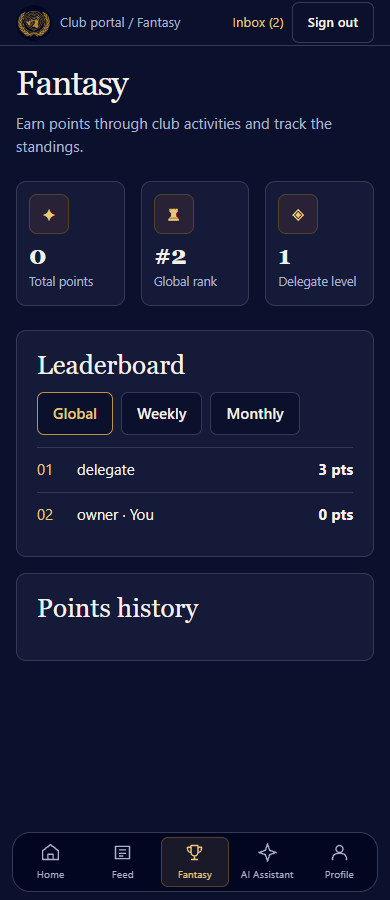 Club portal / Fantasy
Inbox (2)
Sign out
Fantasy
Earn points through club activities and track the
standings.
0
Total points
#2
Global rank
1
Delegate level
Leaderboard
Global
Weekly
Monthly
01 delegate 3 pts
02 owner · You 0 pts
Points history
Home
Feed
Fantasy
AI Assistant
Profile